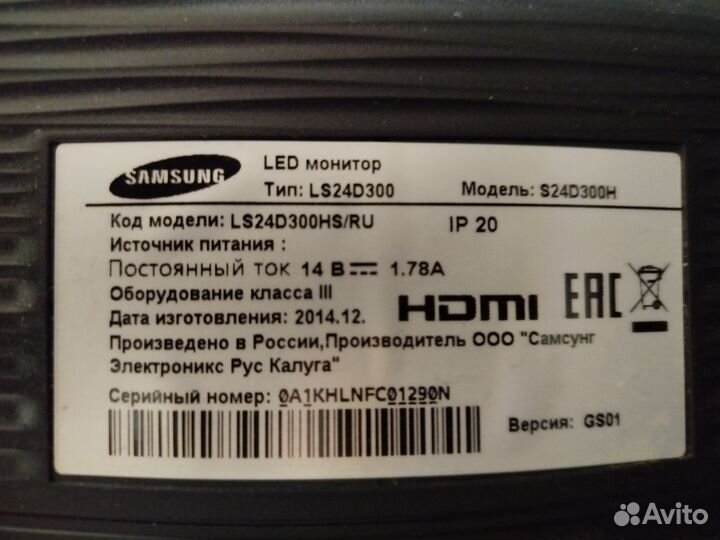 SAMSUNG
LED монитор
Тип: LS24D300
Модель: S24D300H
Код модели: LS24D300HS/RU
IP 20
Источник питания :
Постоянный ток 14 В 1.78A
Оборудование класса III
HDMI
EAC
Дата изготовления: 2014.12.
Произведено в России,Производитель ООО "Самсунг
Электроникс Рус Калуга"
Серийный номер: 0A1KHLNFC01290N
Версия: GS01
Avito